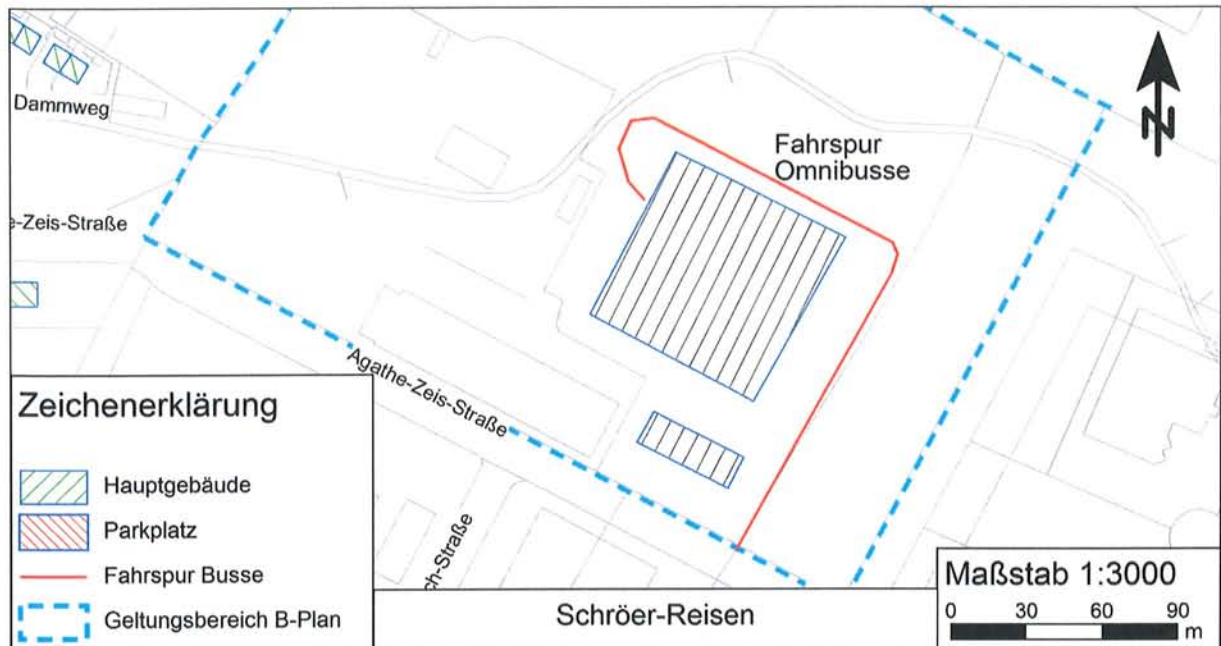 Dammweg
e-Zeis-Straße
Fahrspur
Omnibusse
N
Agathe-Zeis-Straße
ch-Straße
Zeichenerklärung
Hauptgebäude
Parkplatz
Fahrspur Busse
Geltungsbereich B-Plan
Schröer-Reisen
Maßstab 1:3000
0 30 60 90
m